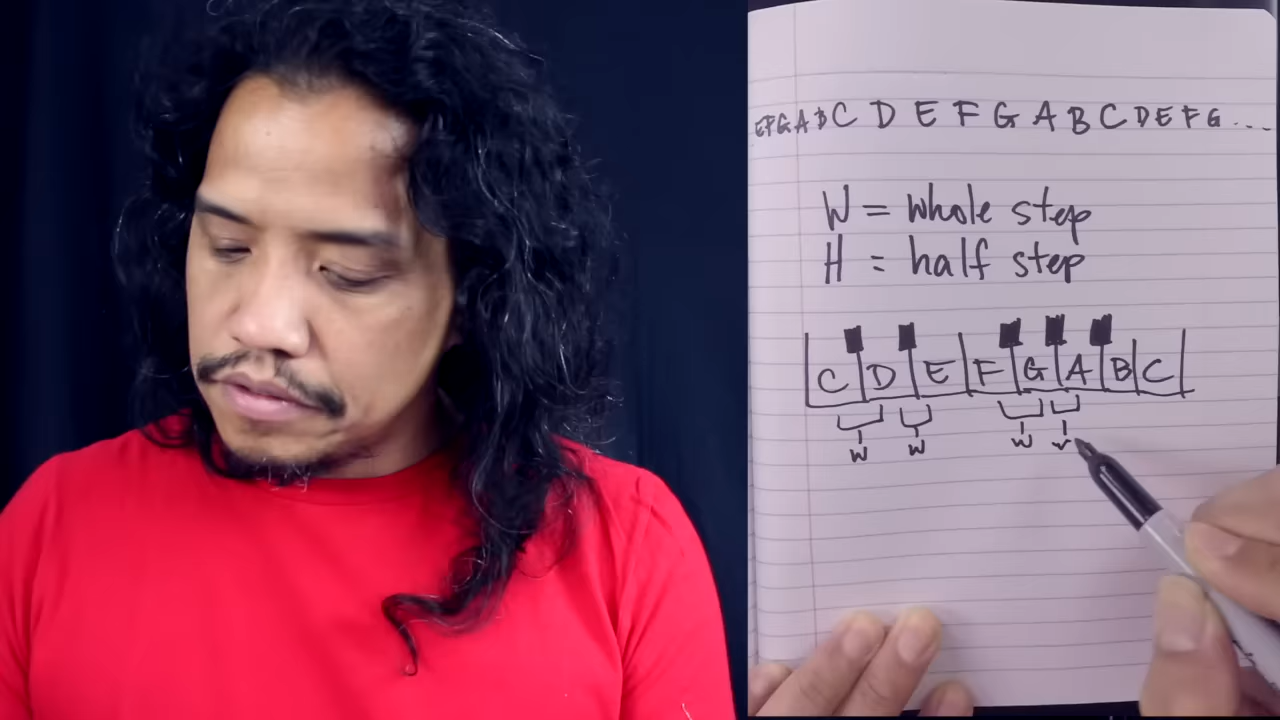 EFGABC D E F G A B C D E F G ...
W = whole step
H = half step
C D E F G A B C
W W W